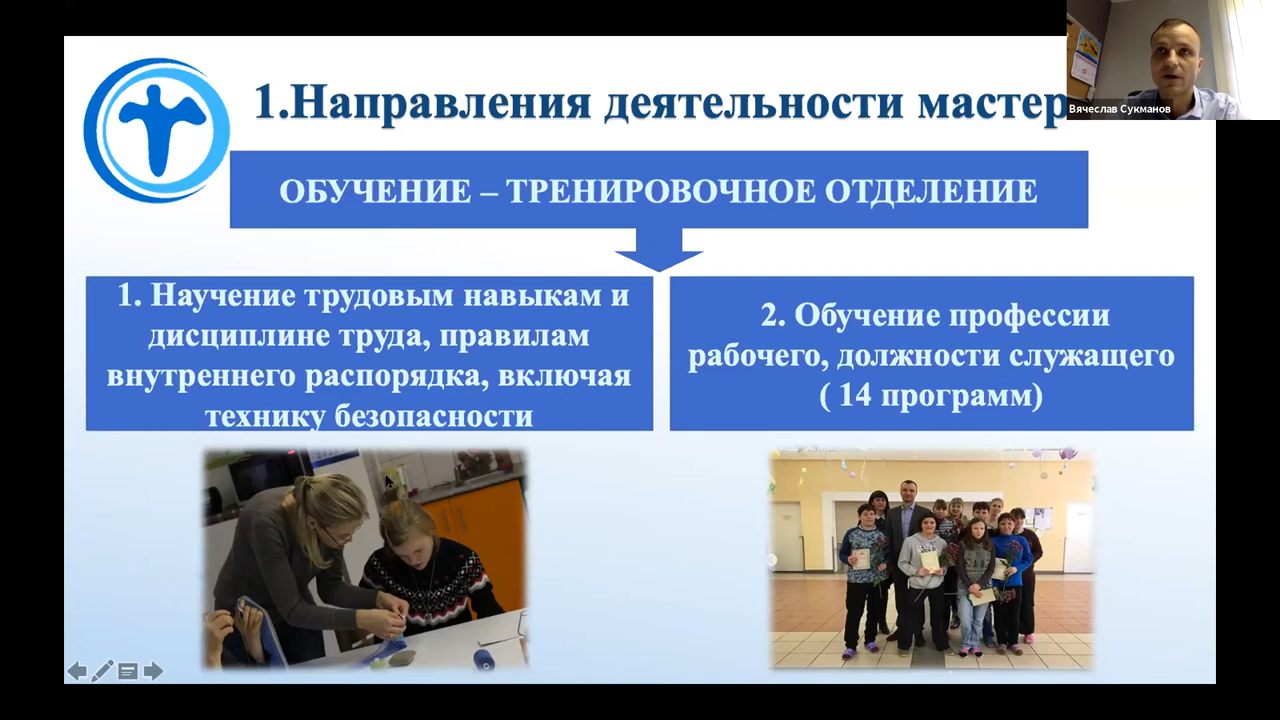 1.Направления деятельности мастер
Вячеслав Сукманов
ОБУЧЕНИЕ – ТРЕНИРОВОЧНОЕ ОТДЕЛЕНИЕ
1. Научение трудовым навыкам и
дисциплине труда, правилам
внутреннего распорядка, включая
технику безопасности
2. Обучение профессии
рабочего, должности служащего
( 14 программ)